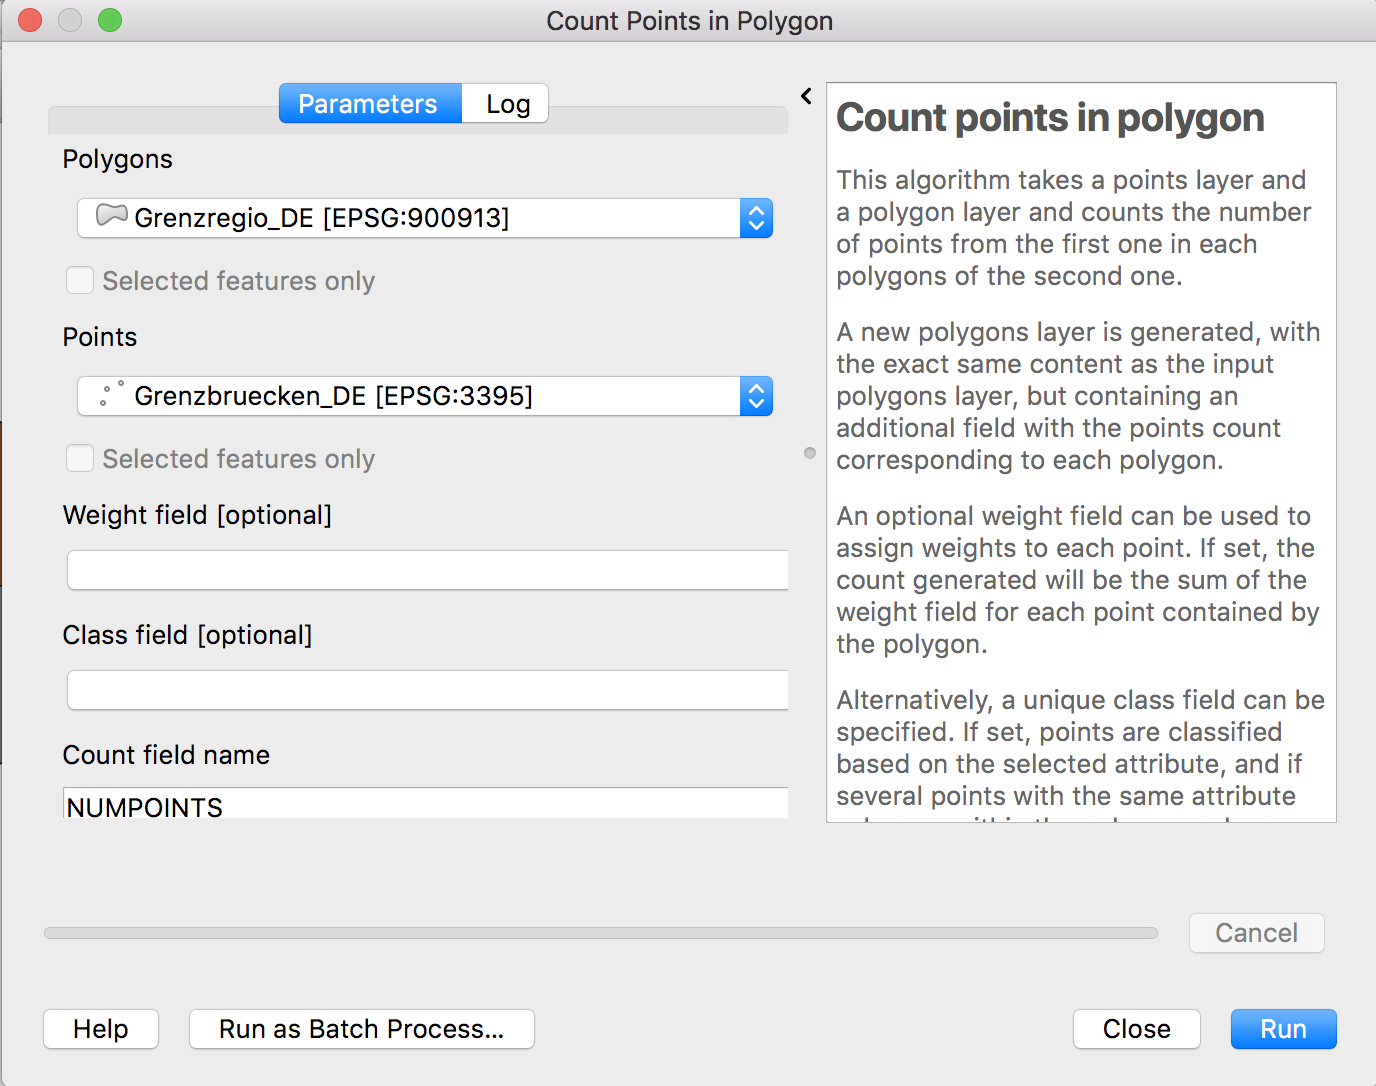 Count Points in Polygon
Parameters
Log
Polygons
Grenzregio_DE [EPSG:900913]
Selected features only
Points
Grenzbruecken_DE [EPSG:3395]
Selected features only
Weight field [optional]
Class field [optional]
Count field name
NUMPOINTS
Count points in polygon
This algorithm takes a points layer and
a polygon layer and counts the number
of points from the first one in each
polygons of the second one.
A new polygons layer is generated, with
the exact same content as the input
polygons layer, but containing an
additional field with the points count
corresponding to each polygon.
An optional weight field can be used to
assign weights to each point. If set, the
count generated will be the sum of the
weight field for each point contained by
the polygon.
Alternatively, a unique class field can be
specified. If set, points are classified
based on the selected attribute, and if
several points with the same attribute
Cancel
Help
Run as Batch Process...
Close
Run